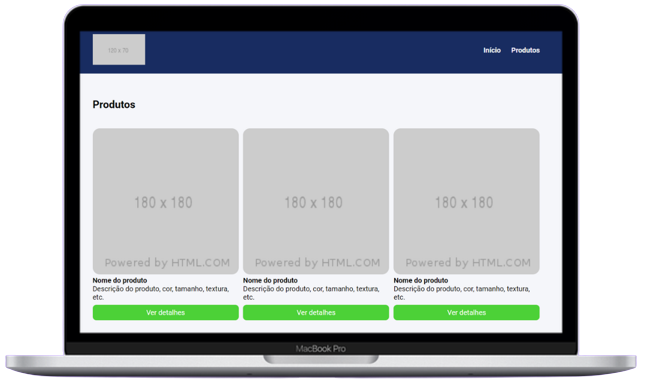 180 x 70
Início Produtos
Produtos
180 x 180 180 x 180 180 x 180
Powered by HTML.COM Powered by HTML.COM Powered by HTML.COM
Nome do produto Nome do produto Nome do produto
Descrição do produto, cor, tamanho, textura, Descrição do produto, cor, tamanho, textura, Descrição do produto, cor, tamanho, textura,
etc. etc. etc.
Ver detalhes Ver detalhes Ver detalhes
MacBook Pro